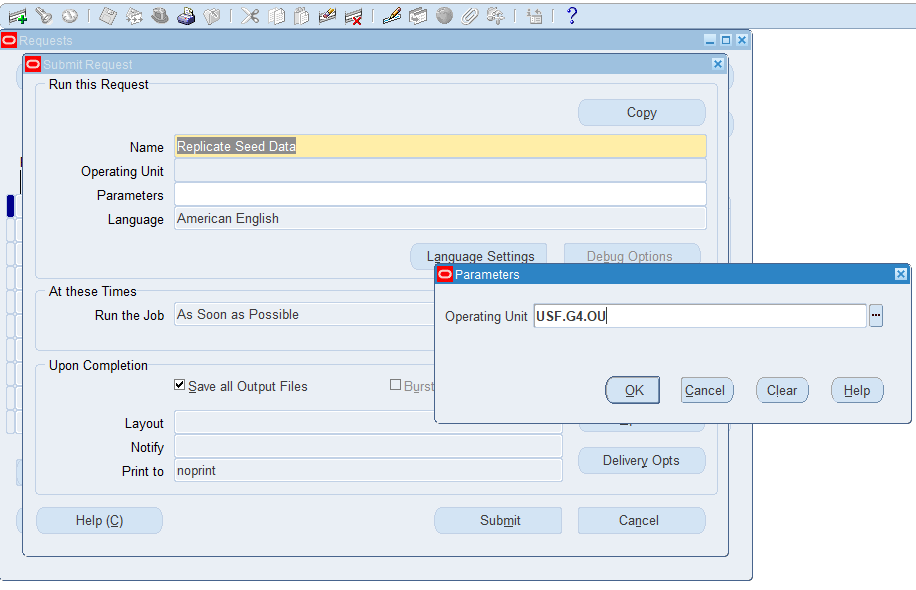 ?
Requests
Submit Request
Run this Request
Copy
Name Replicate Seed Data
Operating Unit
Parameters
Language American English
Language Settings Debug Options
Parameters
At these Times
Run the Job As Soon as Possible
Operating Unit USF.G4.OU ...
Upon Completion
Save all Output Files Burst
OK Cancel Clear Help
Layout
Notify
Delivery Opts
Print to noprint
Help (C) Submit Cancel